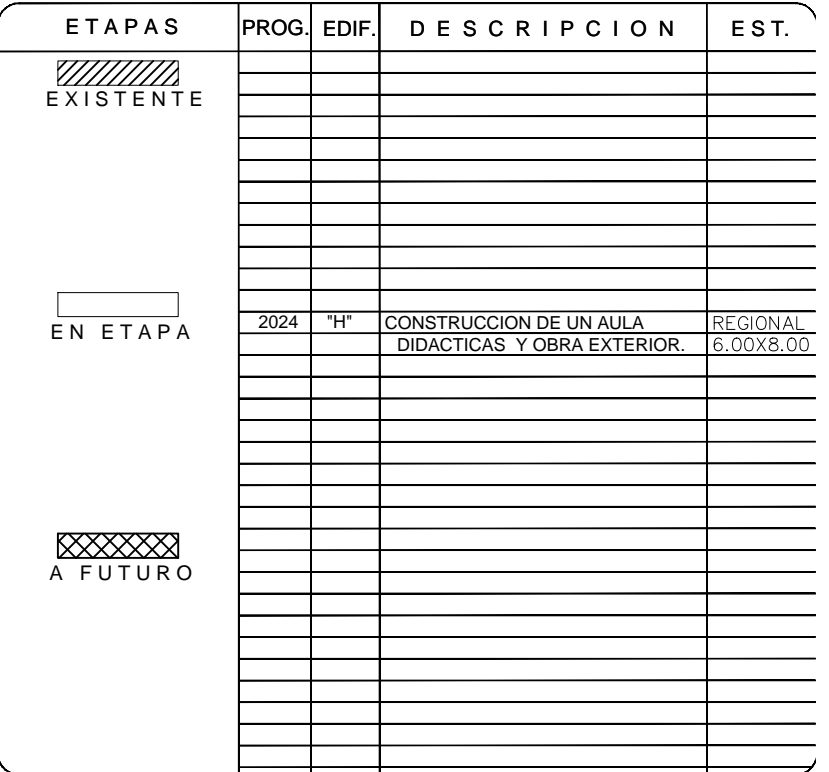 ETAPAS PROG. EDIF. DESCRIPCION EST.
EXISTENTE
EN ETAPA
2024 "H" CONSTRUCCION DE UN AULA REGIONAL
DIDACTICAS Y OBRA EXTERIOR. 6.00X8.00
A FUTURO